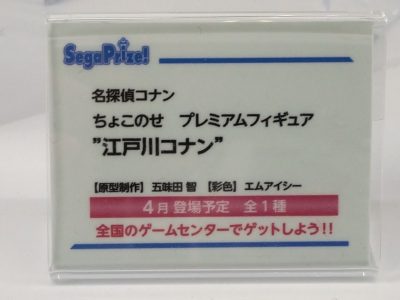 SegaPrize!
名探偵コナン
ちょこのせ プレミアムフィギュア
"江戸川コナン"
【原型制作】 五味田 智 【彩色】 エムアイシー
4月登場予定 全1種
全国のゲームセンターでゲットしよう!!